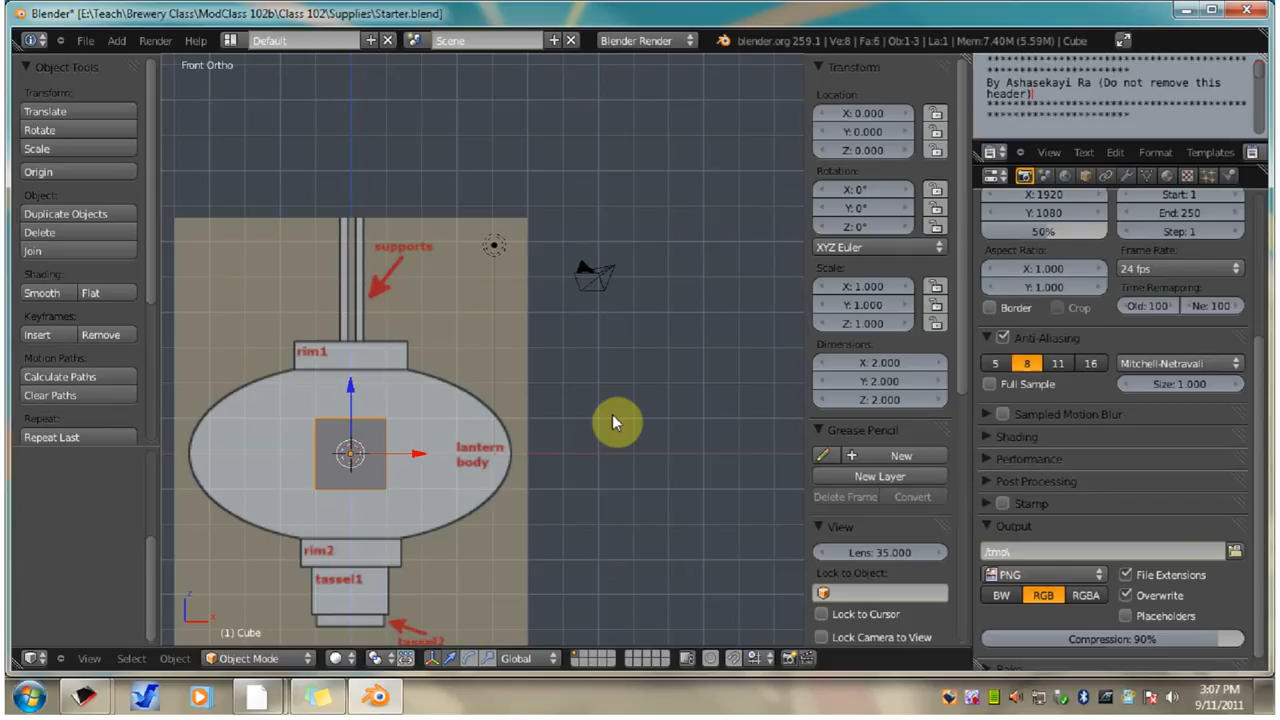 Blender* [E:\Teach\Brewery Class\ModClass 102b\Class 102\Supplies\Starter.blend]
File Add Render Help Default Scene Blender Render blender.org 259.1 | Ve:8 | Fa:6 | Ob:1-3 | La:1 | Mem:7.40M (5.59M) | Cube
Object Tools
Transform:
Translate
Rotate
Scale
Origin
Object:
Duplicate Objects
Delete
Join
Shading:
Smooth Flat
Keyframes:
Insert Remove
Motion Paths:
Calculate Paths
Clear Paths
Repeat:
Repeat Last
Front Ortho
supports
rim1
lantern
body
rim2
tassel1
tassel2
z
x
(1) Cube
View Select Object Object Mode Global
Transform
Location:
X: 0.000
Y: 0.000
Z: 0.000
Rotation:
X: 0°
Y: 0°
Z: 0°
XYZ Euler
Scale:
X: 1.000
Y: 1.000
Z: 1.000
Dimensions:
X: 2.000
Y: 2.000
Z: 2.000
Grease Pencil
New
New Layer
Delete Frame Convert
View
Lens: 35.000
Lock to Object:
Lock to Cursor
Lock Camera to View
By Ashasekayi Ra (Do not remove this
header)
View Text Edit Format Templates
X: 1920 Start: 1
Y: 1080 End: 250
50% Step: 1
Aspect Ratio: Frame Rate:
X: 1.000 24 fps
Y: 1.000 Time Remapping:
Border Crop Old: 100 Ne: 100
Anti-Aliasing
5 8 11 16 Mitchell-Netravali
Full Sample Size: 1.000
Sampled Motion Blur
Shading
Performance
Post Processing
Stamp
Output
/tmp\
PNG File Extensions
BW RGB RGBA Overwrite
Placeholders
Compression: 90%
Bake
3:07 PM
9/11/2011